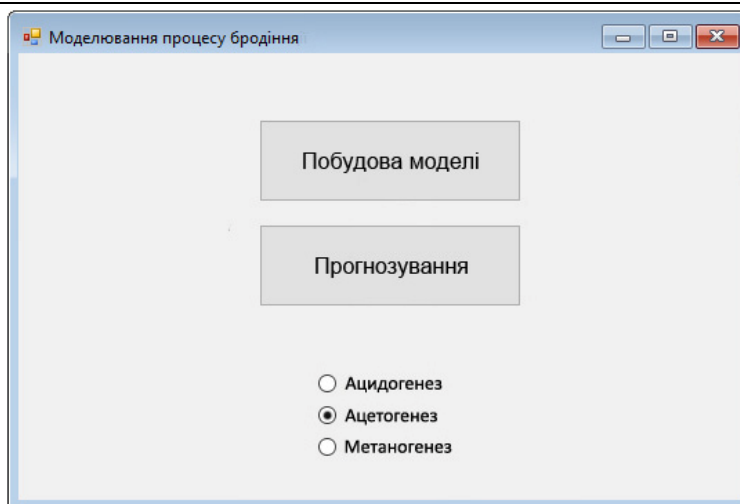 Моделювання процесу бродіння
Побудова моделі
Прогнозування
Ацидогенез
Ацетогенез
Метаногенез